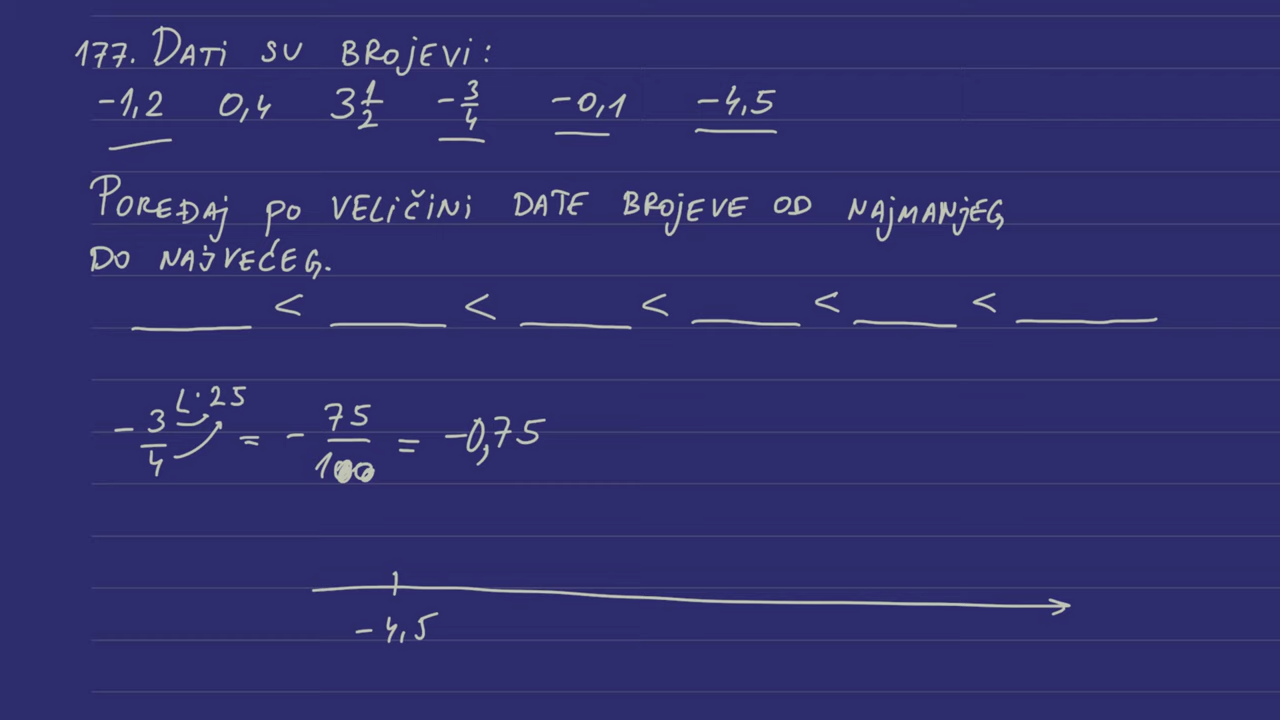 177. DATI SU BROJEVI:
-1,2 0,4 3 1/2 -3/4 -0,1 -4,5
POREĐAJ PO VELIČINI DATE BROJEVE OD NAJMANJEG
DO NAJVEĆEG.
____ < ____ < ____ < ____ < ____ < ____
-3/4 L·25 = -75/100 = -0,75
-4,5